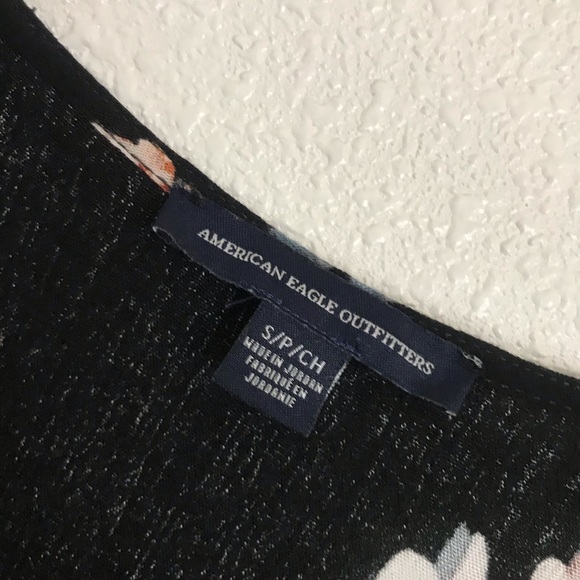 AMERICAN EAGLE OUTFITTERS
S/P/CH
MADE IN JORDAN
FABRIQUÉ EN
JORDANIE